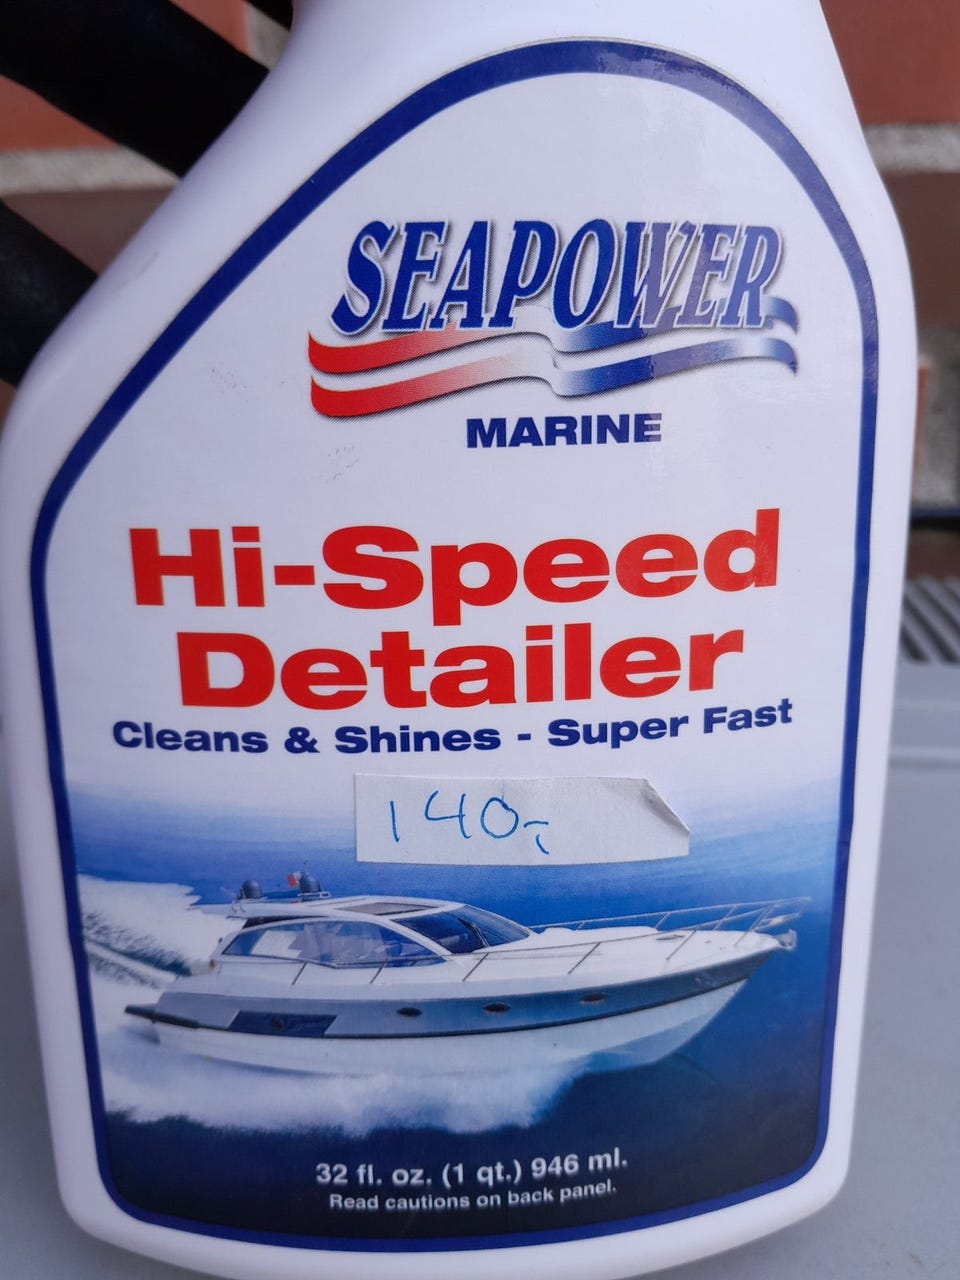 SEAPOWER
MARINE
Hi-Speed
Detailer
Cleans & Shines - Super Fast
140,-
32 fl. oz. (1 qt.) 946 ml.
Read cautions on back panel.